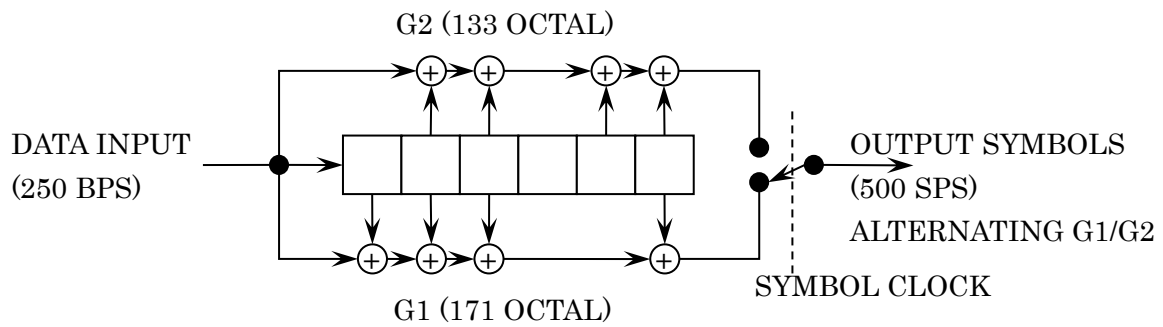 G2 (133 OCTAL)
DATA INPUT
(250 BPS)
OUTPUT SYMBOLS
(500 SPS)
ALTERNATING G1/G2
SYMBOL CLOCK
G1 (171 OCTAL)